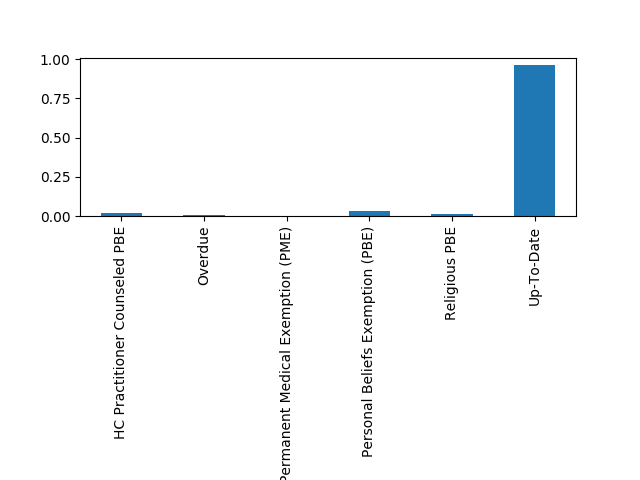 1.00
0.75
0.50
0.25
0.00
HC Practitioner Counseled PBE
Overdue
Permanent Medical Exemption (PME)
Personal Beliefs Exemption (PBE)
Religious PBE
Up-To-Date